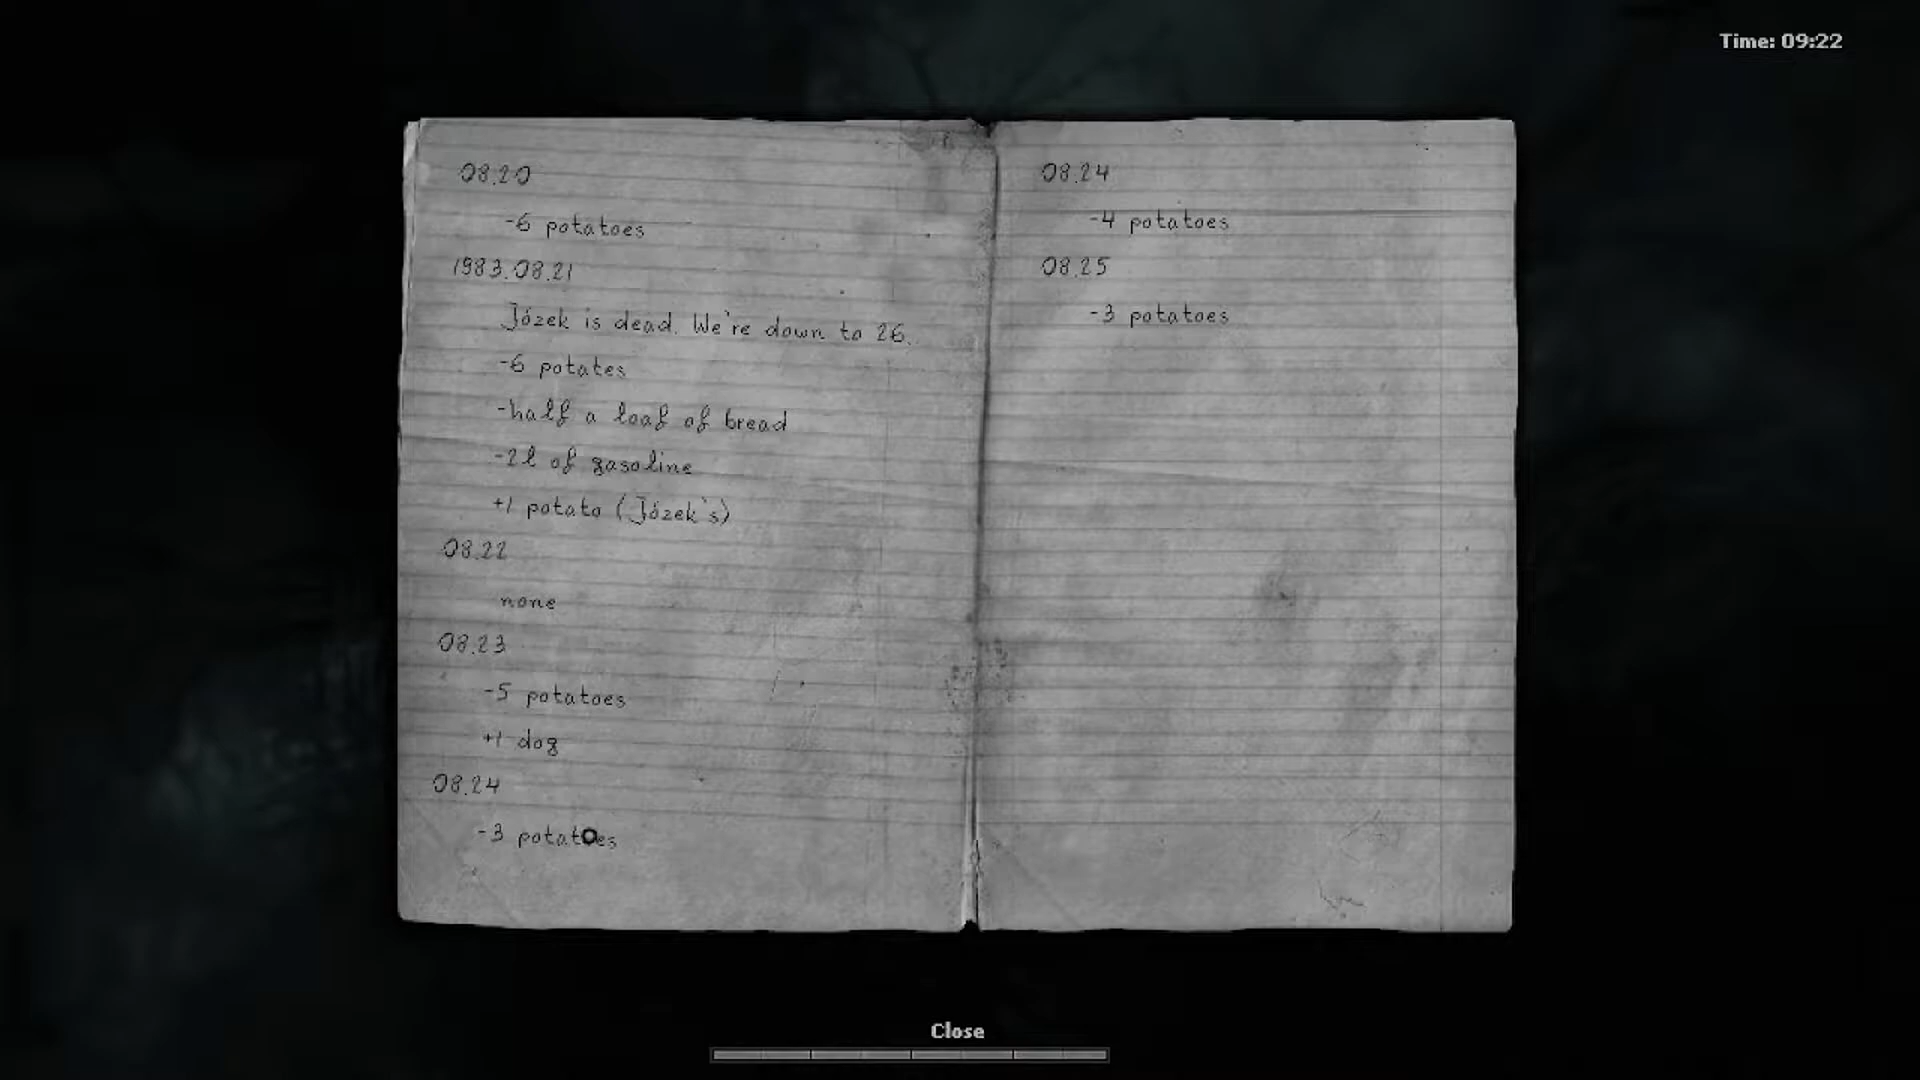 Time: 09:22
08.20
-6 potatoes
1983.08.21
Józek is dead. We're down to 26.
-6 potates
-half a loaf of bread
-2l of gasoline
+1 potato (Józek's)
08.22
none
08.23
-5 potatoes
+1 dog
08.24
-3 potatoes
08.24
-4 potatoes
08.25
-3 potatoes
Close